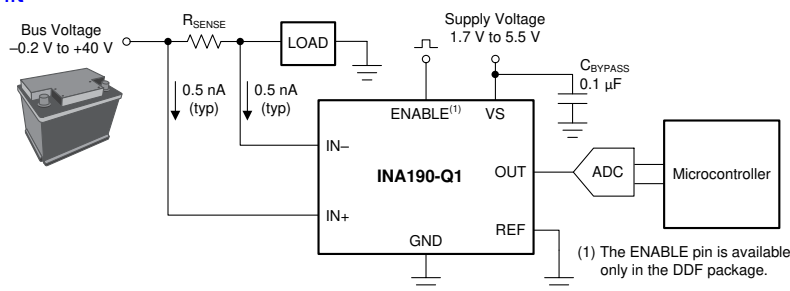 Bus Voltage
–0.2 V to +40 V
RSENSE
LOAD
Supply Voltage
1.7 V to 5.5 V
CBYPASS
0.1 µF
0.5 nA
(typ)
0.5 nA
(typ)
ENABLE(1)
VS
IN–
INA190-Q1
OUT
ADC
Microcontroller
IN+
REF
GND
(1) The ENABLE pin is available
only in the DDF package.